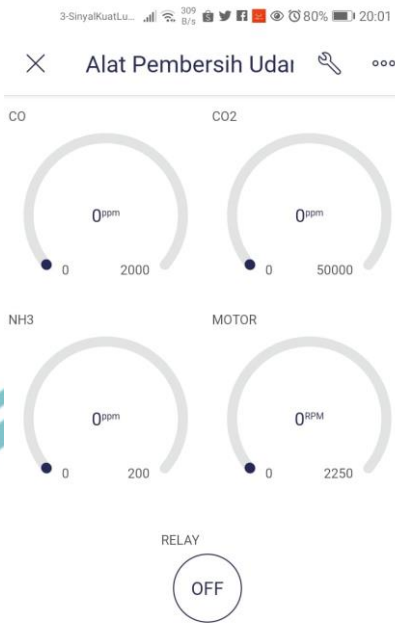 3-SinyalKuatLu... 309 B/s 80% 20:01
Alat Pembersih Udar
CO CO2
0ppm 0ppm
0 2000 0 50000
NH3 MOTOR
0ppm 0RPM
0 200 0 2250
RELAY
OFF